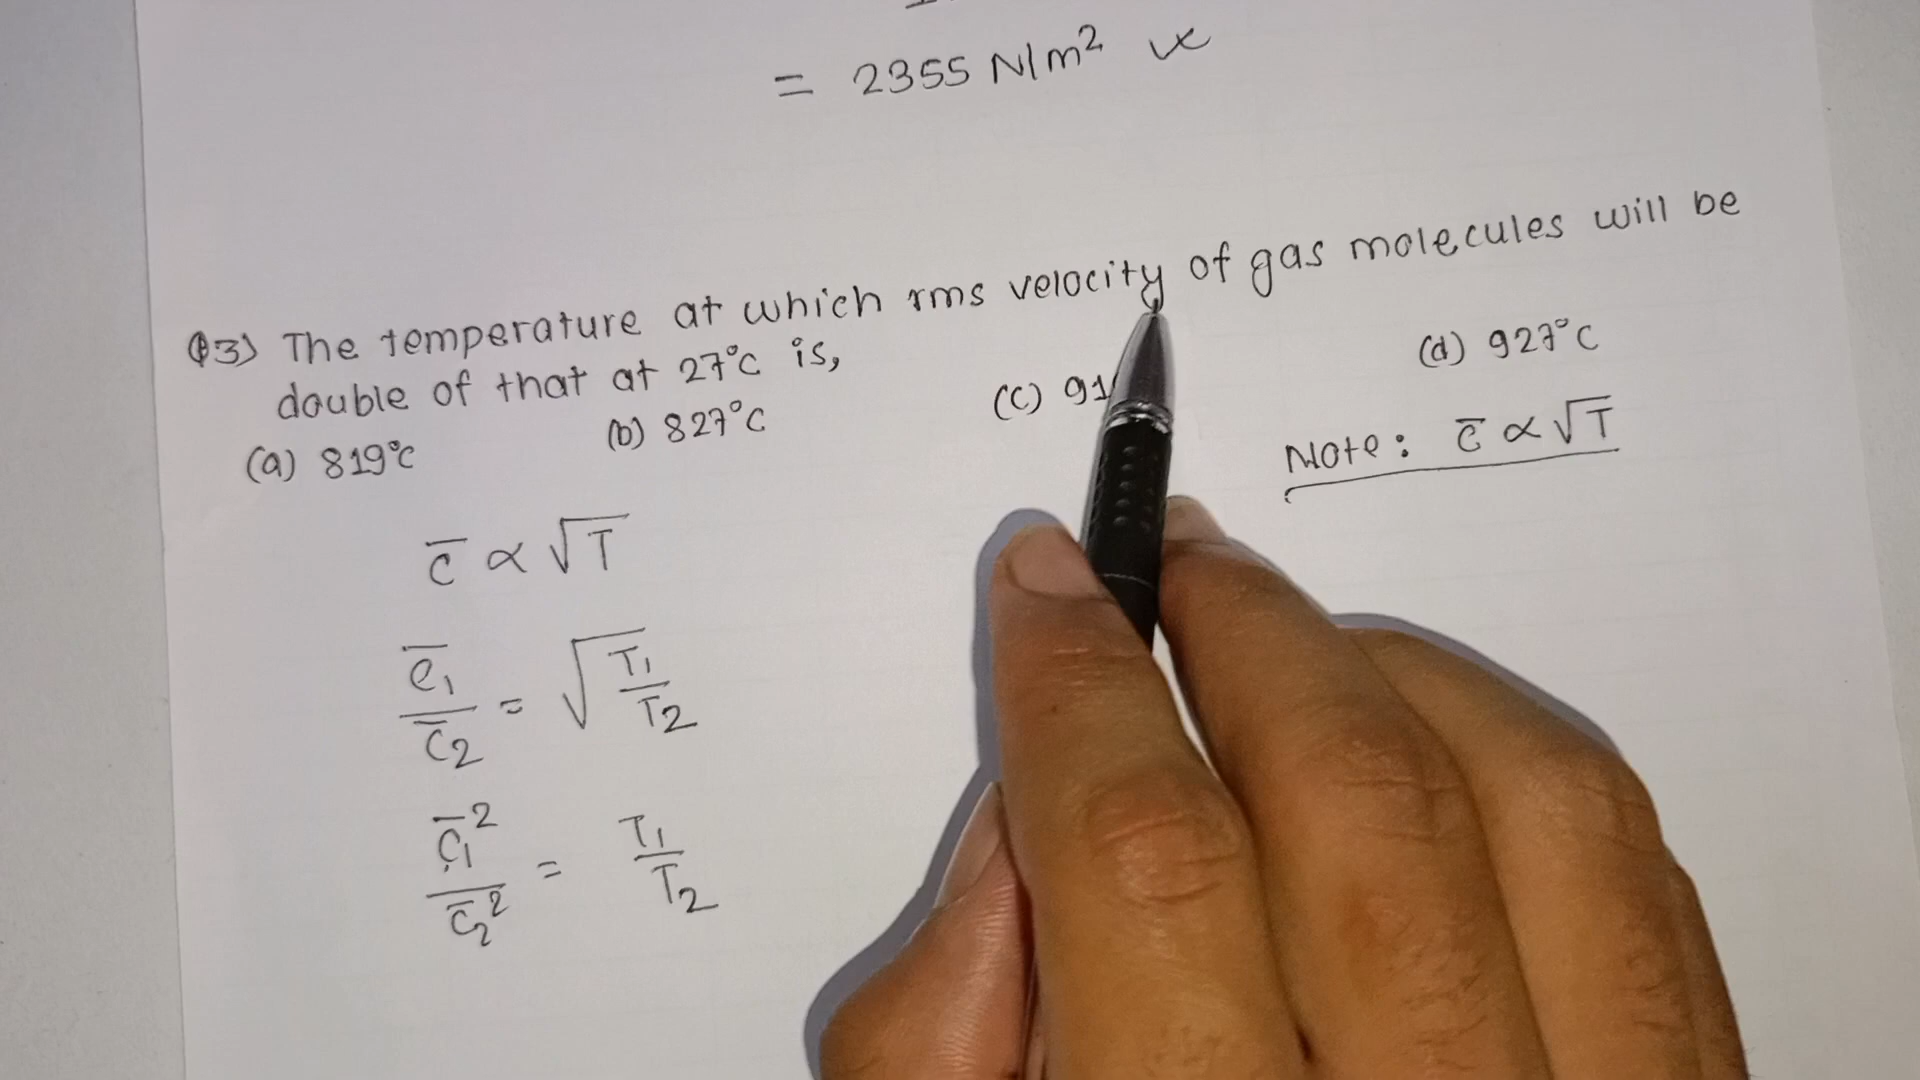 = 2355 N/m²
Q3) The temperature at which rms velocity of gas molecules will be
double of that at 27°C is,
(a) 819°C (b) 827°C (c) 91 (d) 927°C
Note: c̅ ∝ √T
c̅ ∝ √T
c̅₁/c̅₂ = √T₁/T₂
c̅₁²/c̅₂² = T₁/T₂